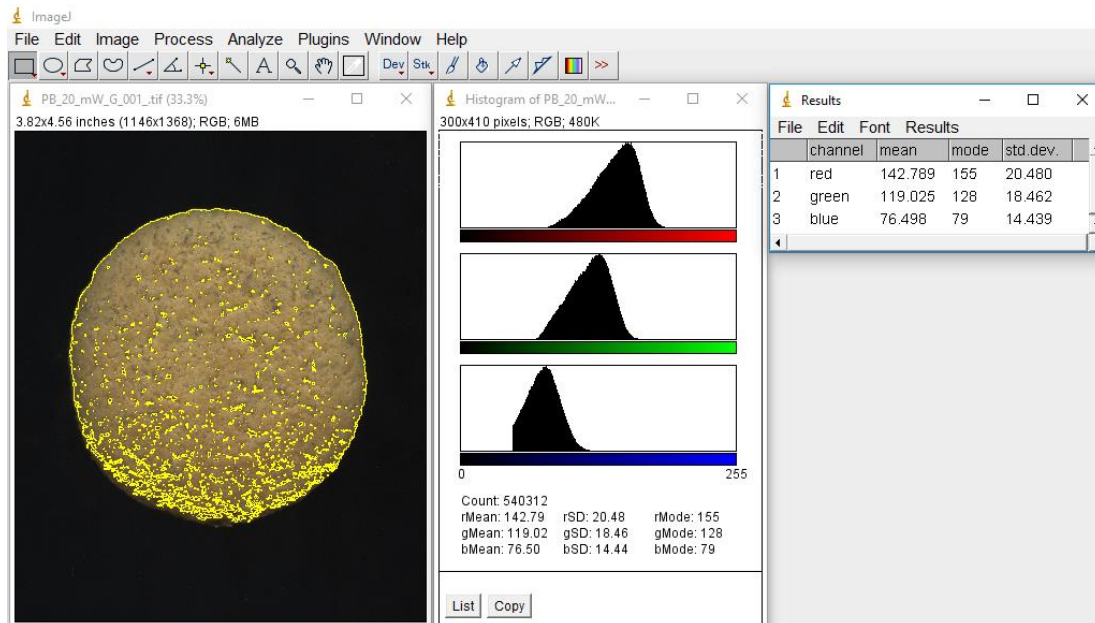 ImageJ
File Edit Image Process Analyze Plugins Window Help
A Dev Stk >>
PB_20_mW_G_001_.tif (33.3%)
3.82x4.56 inches (1146x1368); RGB; 6MB
Histogram of PB_20_mW...
300x410 pixels; RGB; 480K
0 255
Count: 540312
rMean: 142.79 rSD: 20.48 rMode: 155
gMean: 119.02 gSD: 18.46 gMode: 128
bMean: 76.50 bSD: 14.44 bMode: 79
List Copy
Results
File Edit Font Results
channel mean mode std.dev.
1 red 142.789 155 20.480
2 green 119.025 128 18.462
3 blue 76.498 79 14.439